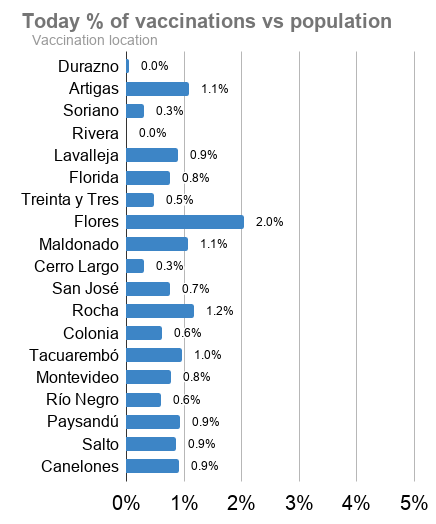 Today % of vaccinations vs population
Vaccination location
Durazno 0.0%
Artigas 1.1%
Soriano 0.3%
Rivera 0.0%
Lavalleja 0.9%
Florida 0.8%
Treinta y Tres 0.5%
Flores 2.0%
Maldonado 1.1%
Cerro Largo 0.3%
San José 0.7%
Rocha 1.2%
Colonia 0.6%
Tacuarembó 1.0%
Montevideo 0.8%
Río Negro 0.6%
Paysandú 0.9%
Salto 0.9%
Canelones 0.9%
0% 1% 2% 3% 4% 5%